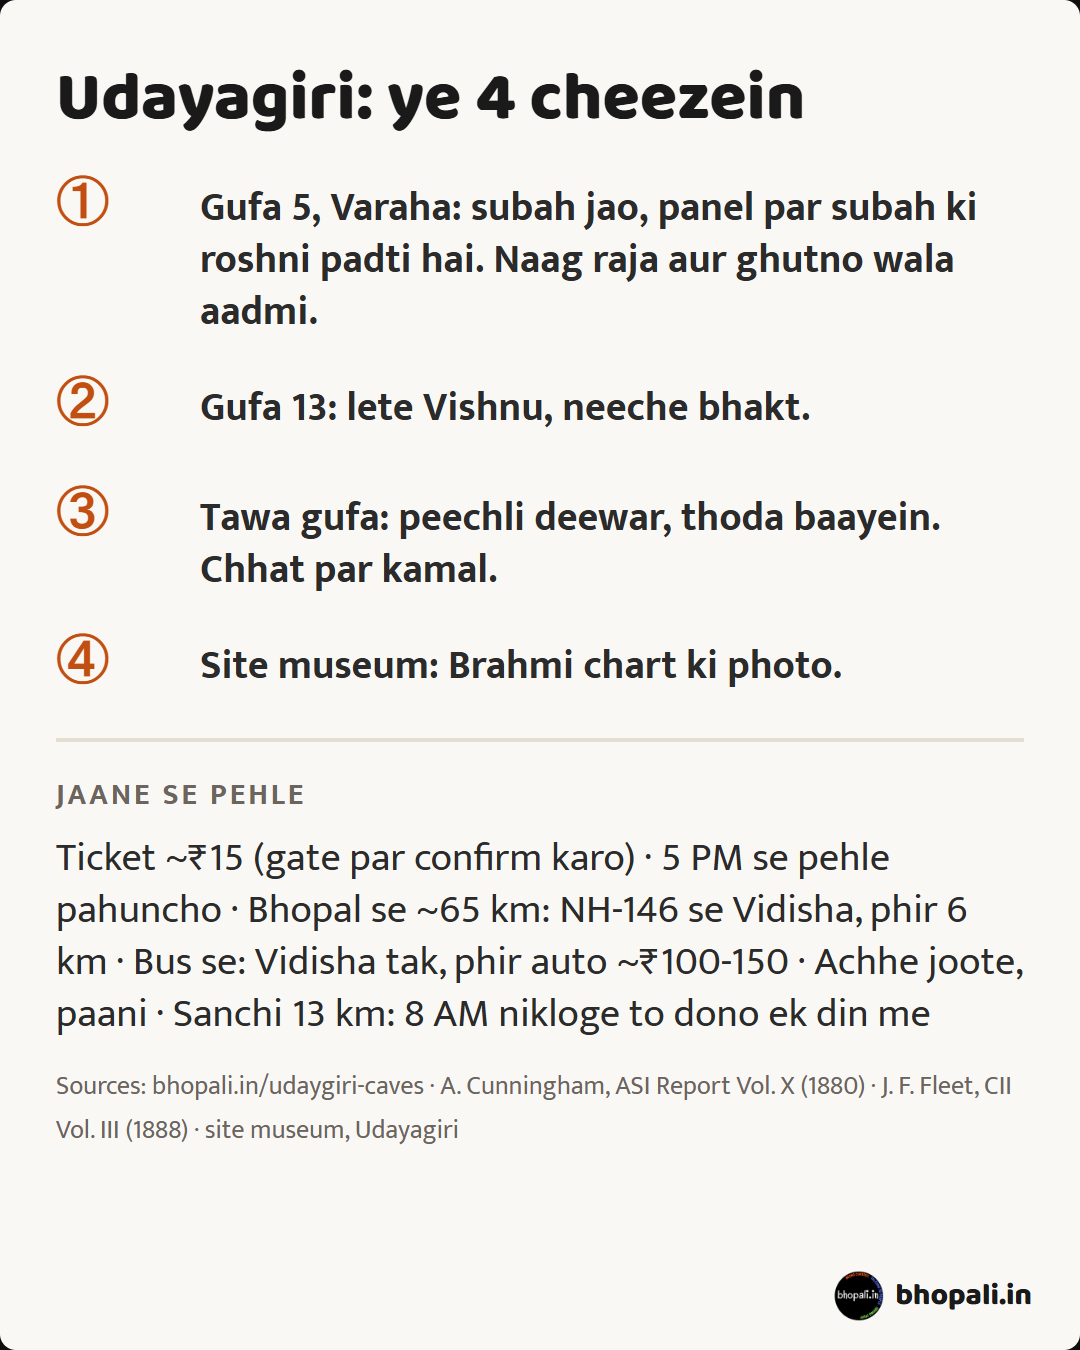 Udayagiri: ye 4 cheezein
① Gufa 5, Varaha: subah jao, panel par subah ki
roshni padti hai. Naag raja aur ghutno wala
aadmi.
② Gufa 13: lete Vishnu, neeche bhakt.
③ Tawa gufa: peechli deewar, thoda baayein.
Chhat par kamal.
④ Site museum: Brahmi chart ki photo.
JAANE SE PEHLE
Ticket ~₹15 (gate par confirm karo) · 5 PM se pehle
pahuncho · Bhopal se ~65 km: NH-146 se Vidisha, phir 6
km · Bus se: Vidisha tak, phir auto ~₹100-150 · Achhe joote,
paani · Sanchi 13 km: 8 AM nikloge to dono ek din me
Sources: bhopali.in/udaygiri-caves · A. Cunningham, ASI Report Vol. X (1880) · J. F. Fleet, CII
Vol. III (1888) · site museum, Udayagiri
bhopali.in bhopali.in